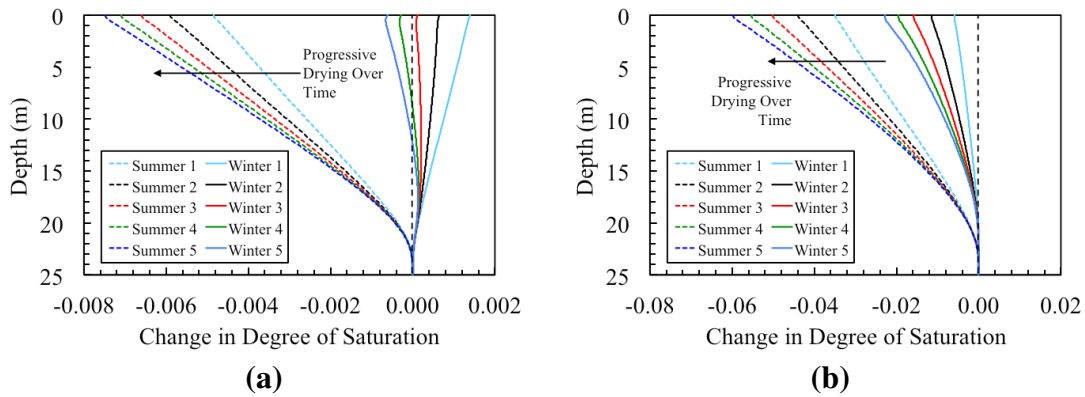 0
5
10
15
20
25
Depth (m)
Progressive
Drying Over
Time
Summer 1 Winter 1
Summer 2 Winter 2
Summer 3 Winter 3
Summer 4 Winter 4
Summer 5 Winter 5
-0.008 -0.006 -0.004 -0.002 0.000 0.002
Change in Degree of Saturation
(a)
0
5
10
15
20
25
Depth (m)
Progressive
Drying Over
Time
Summer 1 Winter 1
Summer 2 Winter 2
Summer 3 Winter 3
Summer 4 Winter 4
Summer 5 Winter 5
-0.08 -0.06 -0.04 -0.02 0.00 0.02
Change in Degree of Saturation
(b)